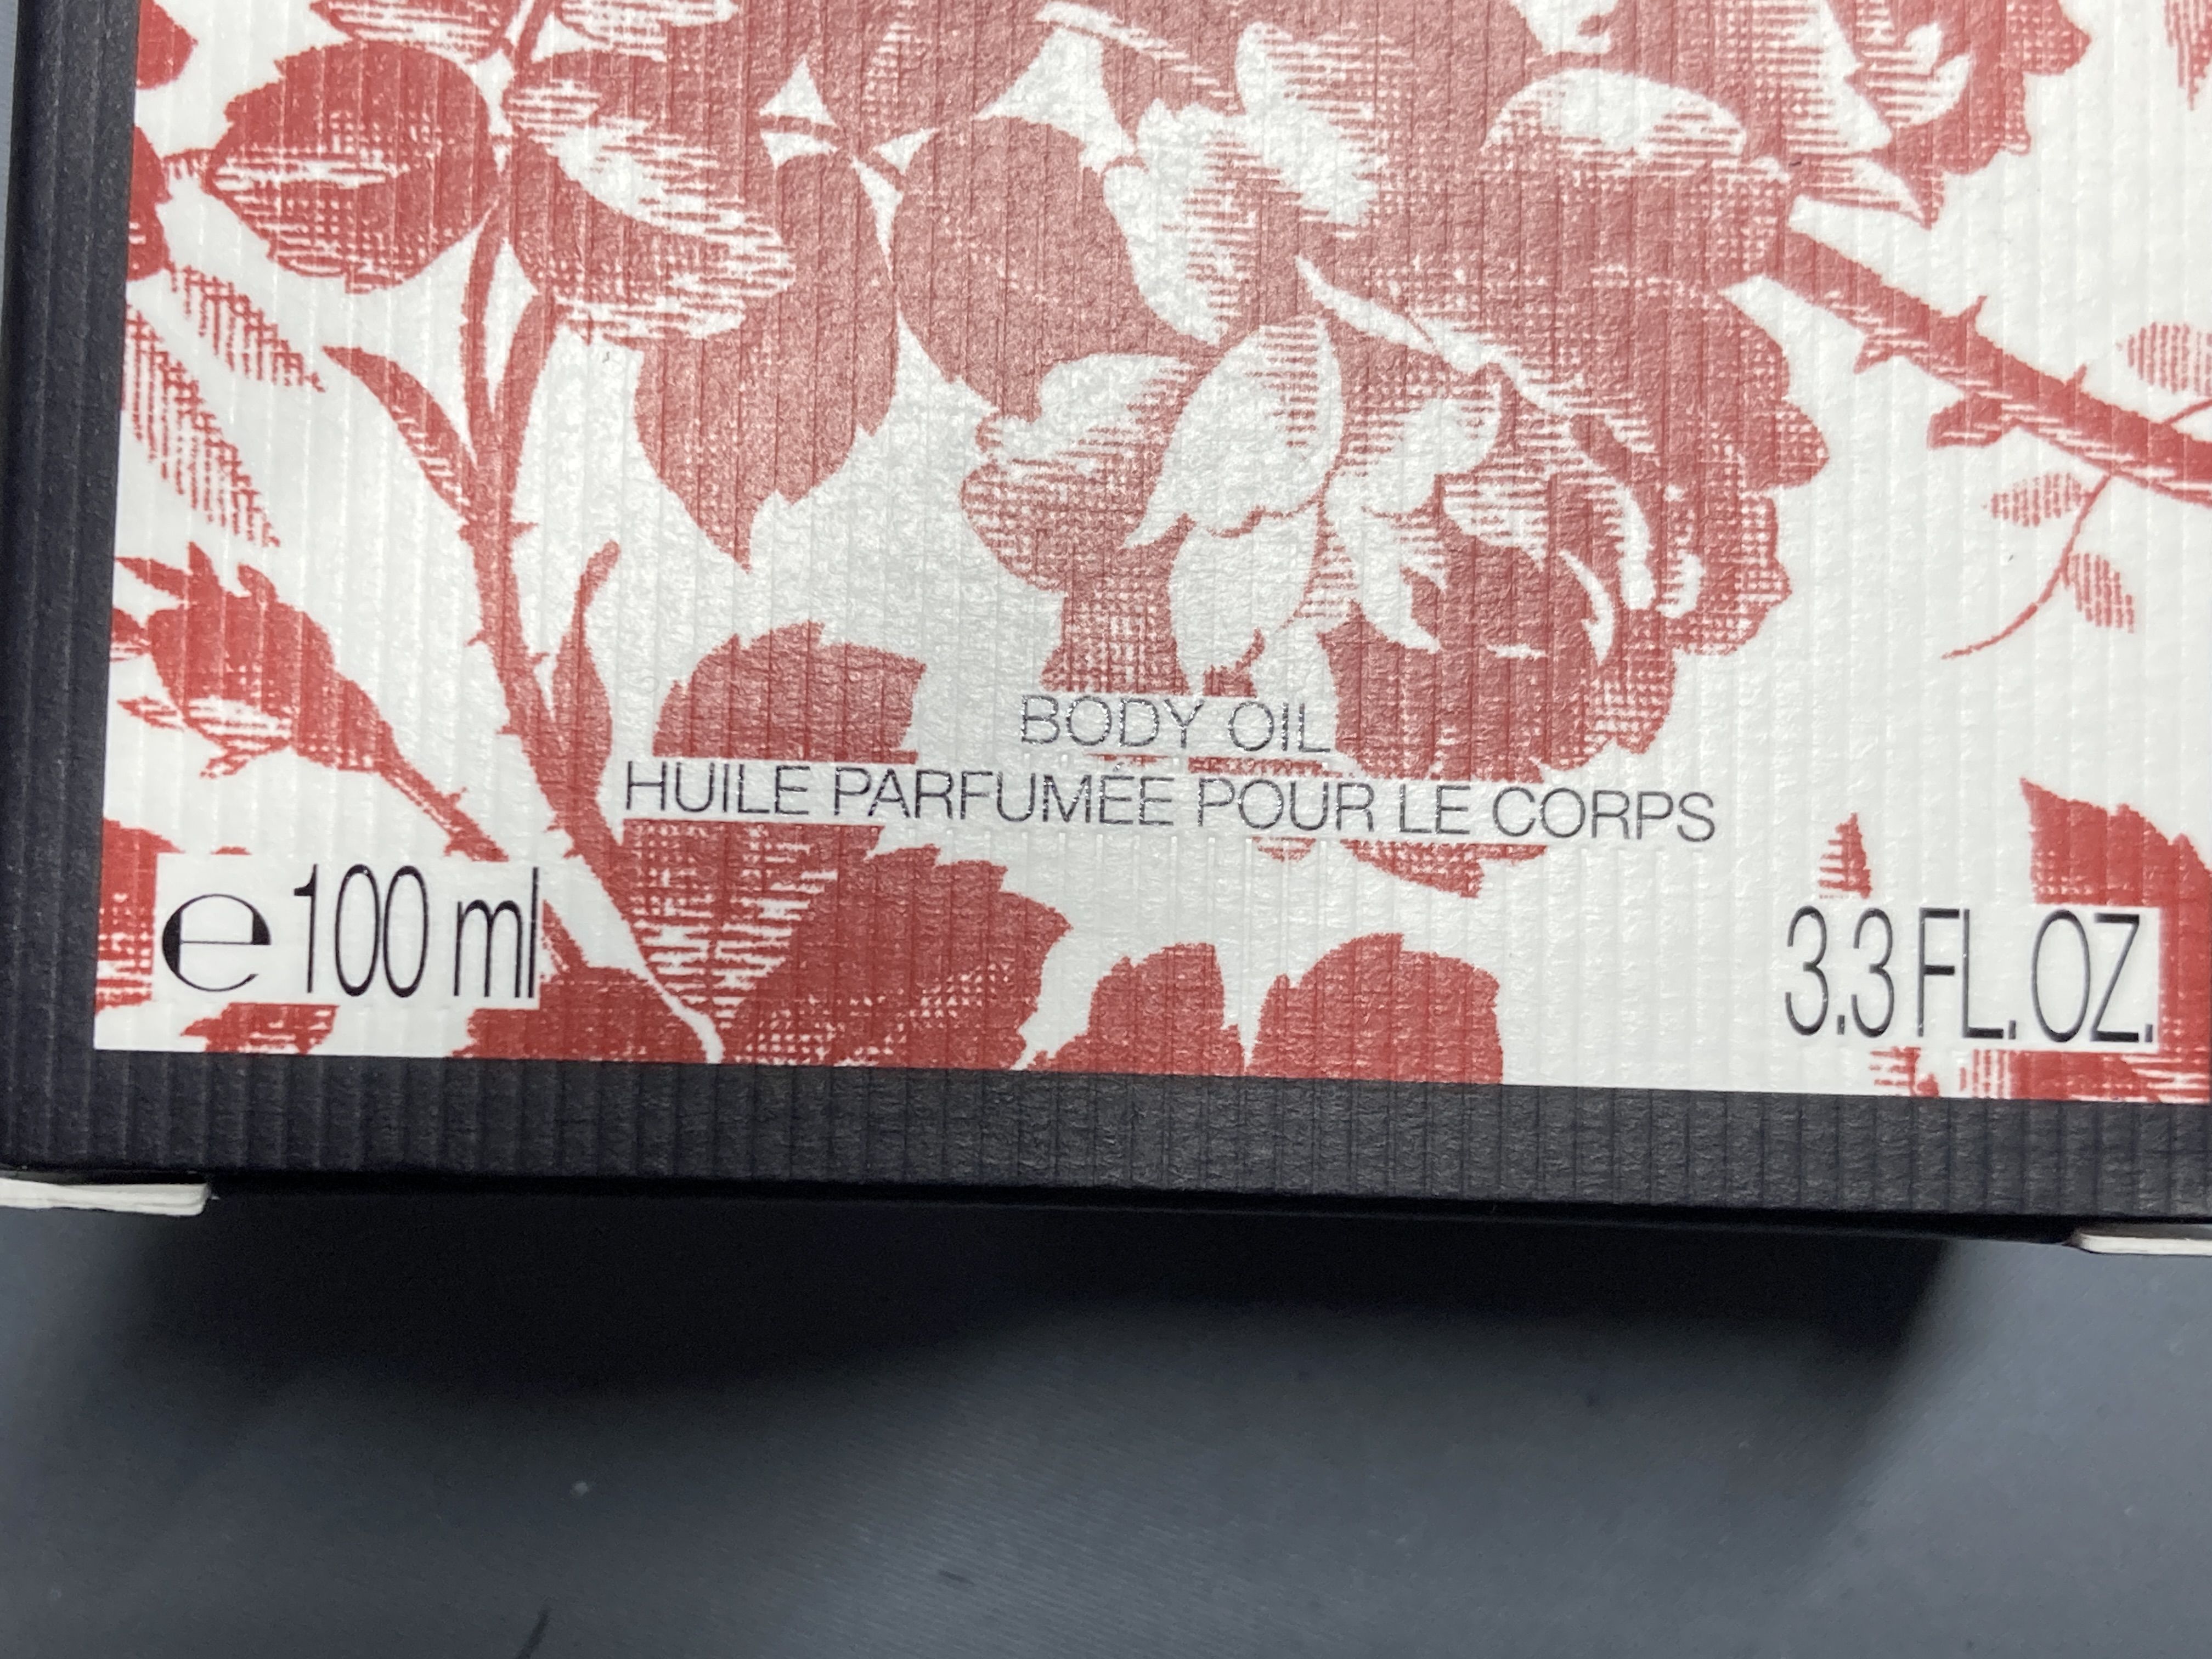 BODY OIL
HUILE PARFUMÉE POUR LE CORPS
℮ 100 ml
3.3 FL. OZ.